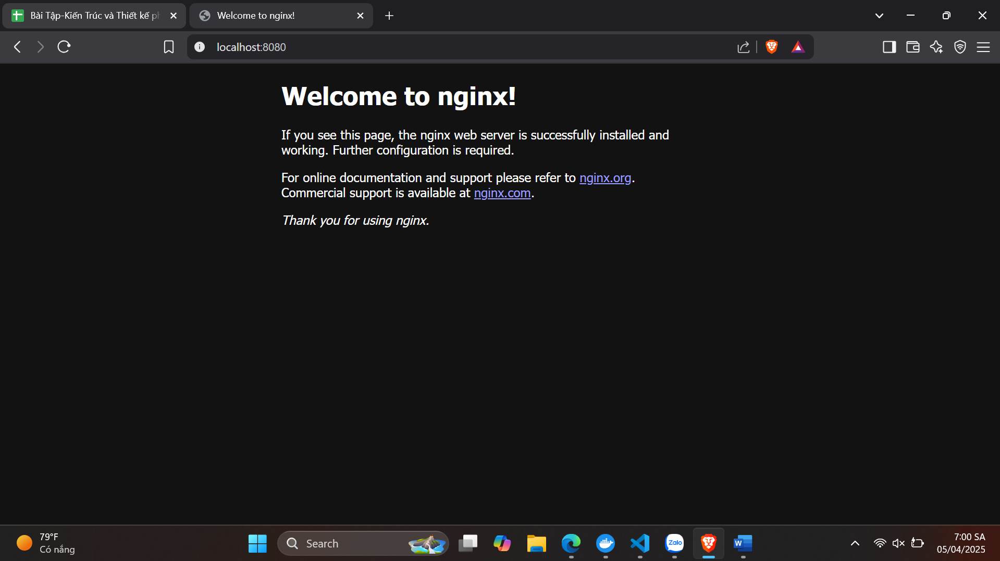 Bài Tập-Kiến Trúc và Thiết kế ph
Welcome to nginx!
localhost:8080
Welcome to nginx!
If you see this page, the nginx web server is successfully installed and
working. Further configuration is required.
For online documentation and support please refer to nginx.org.
Commercial support is available at nginx.com.
Thank you for using nginx.
79°F
Có nắng
Search
Zalo
W
7:00 SA
05/04/2025